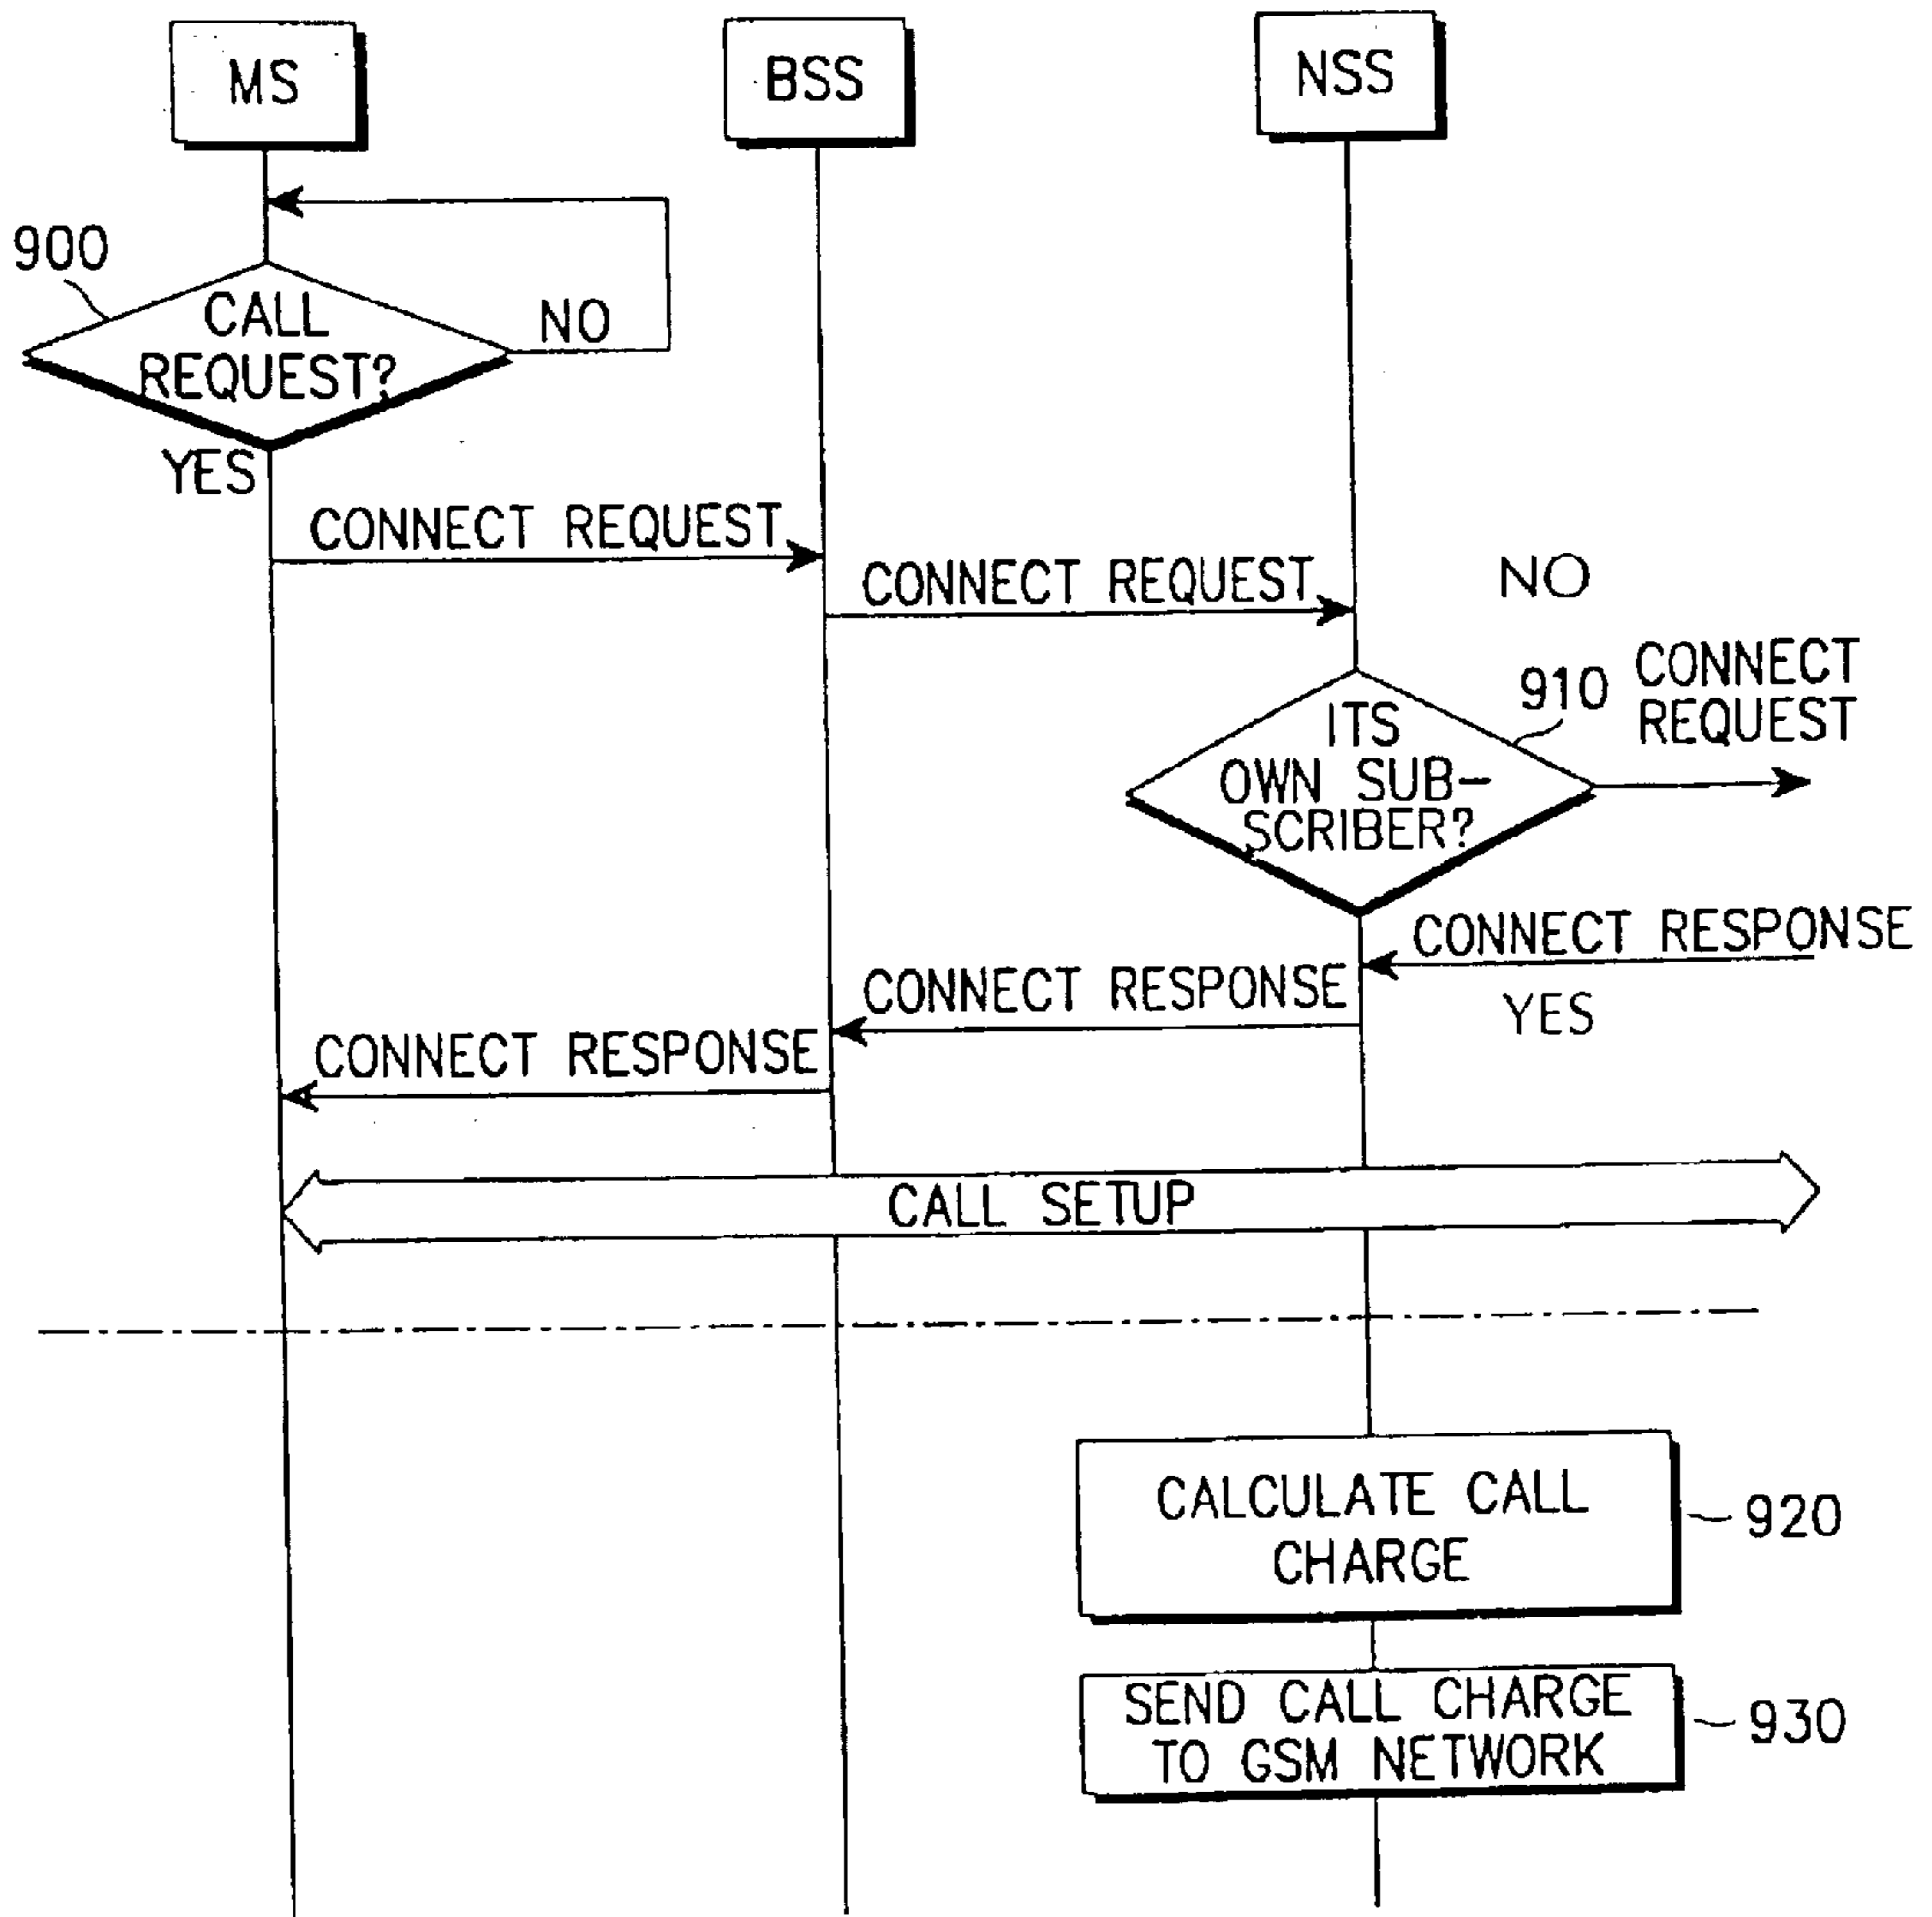 MS
BSS
NSS
900
CALL
REQUEST?
NO
YES
CONNECT REQUEST
CONNECT REQUEST
NO
910
CONNECT
REQUEST
ITS
OWN SUB-
SCRIBER?
CONNECT RESPONSE
CONNECT RESPONSE
YES
CONNECT RESPONSE
CALL SETUP
CALCULATE CALL
CHARGE
920
SEND CALL CHARGE
TO GSM NETWORK
930